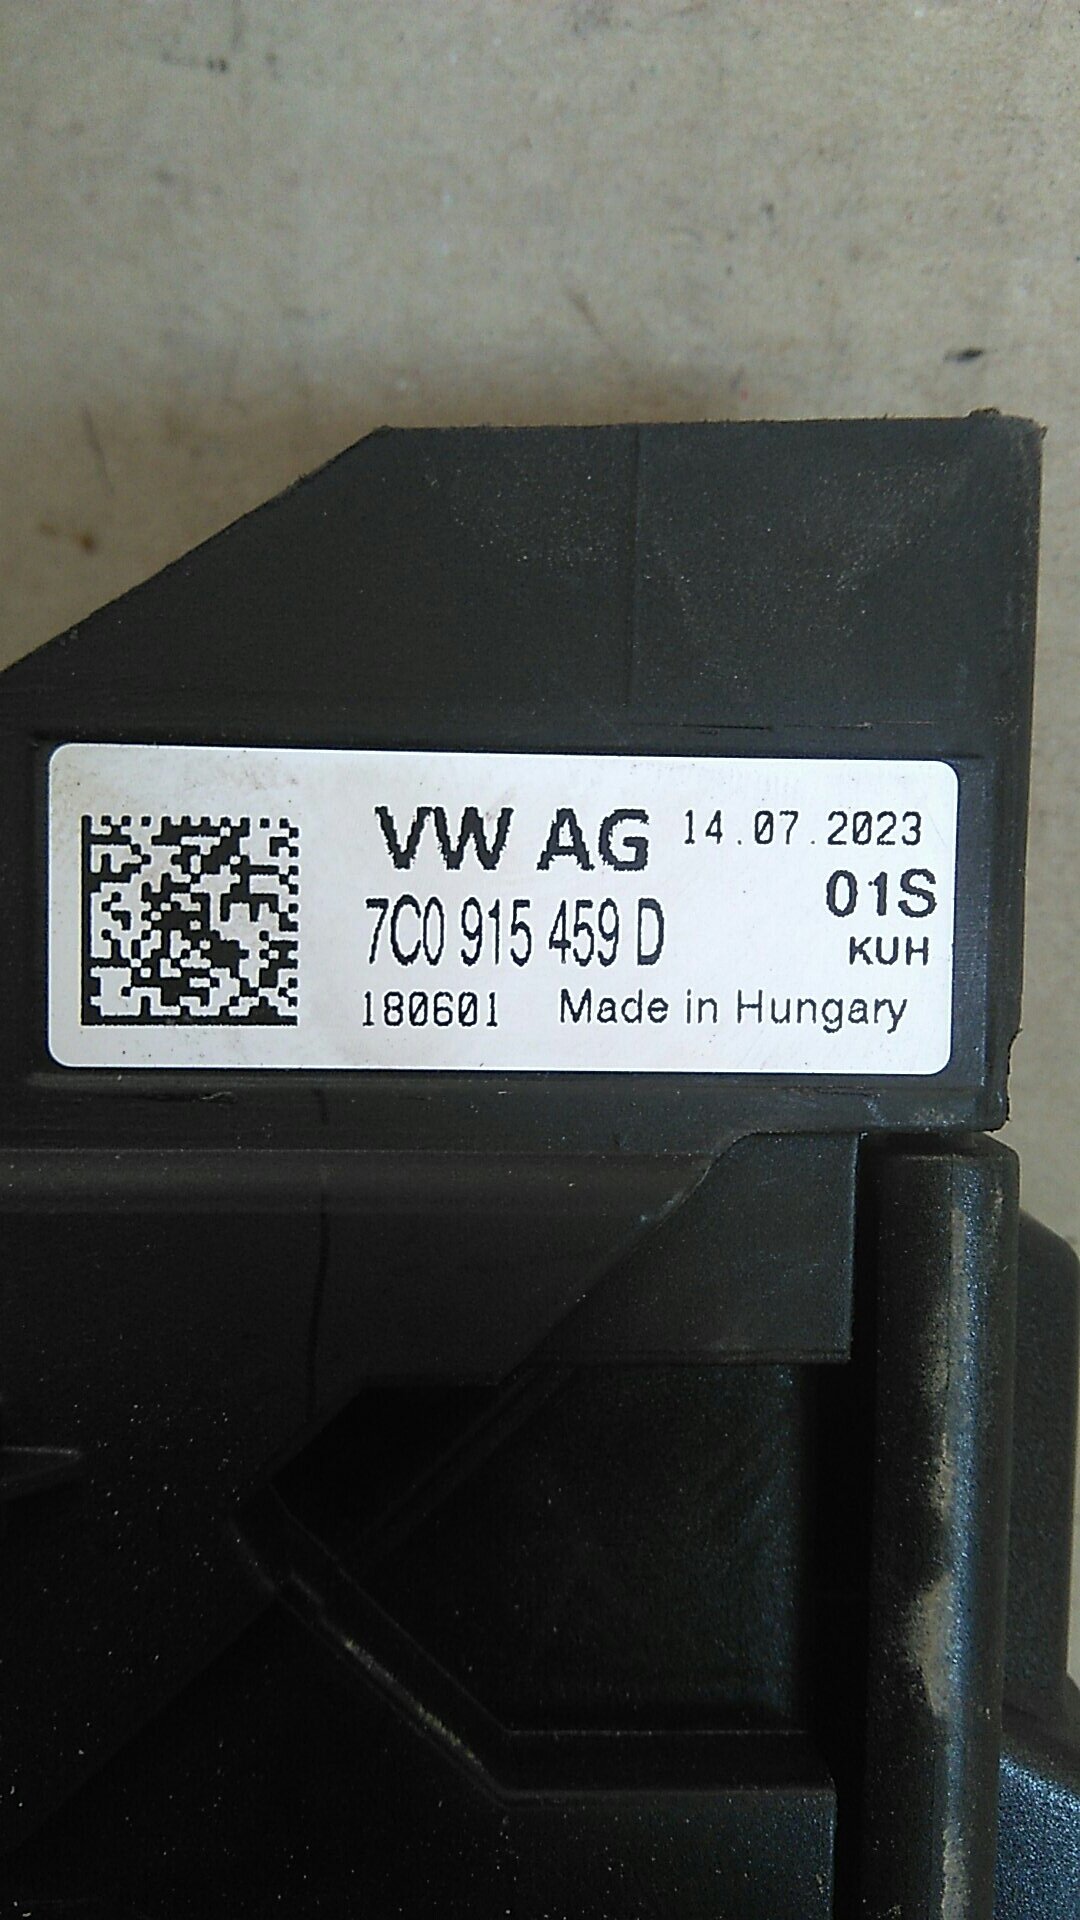 VW AG 14.07.2023
01S
7C0 915 459 D
KUH
180601 Made in Hungary